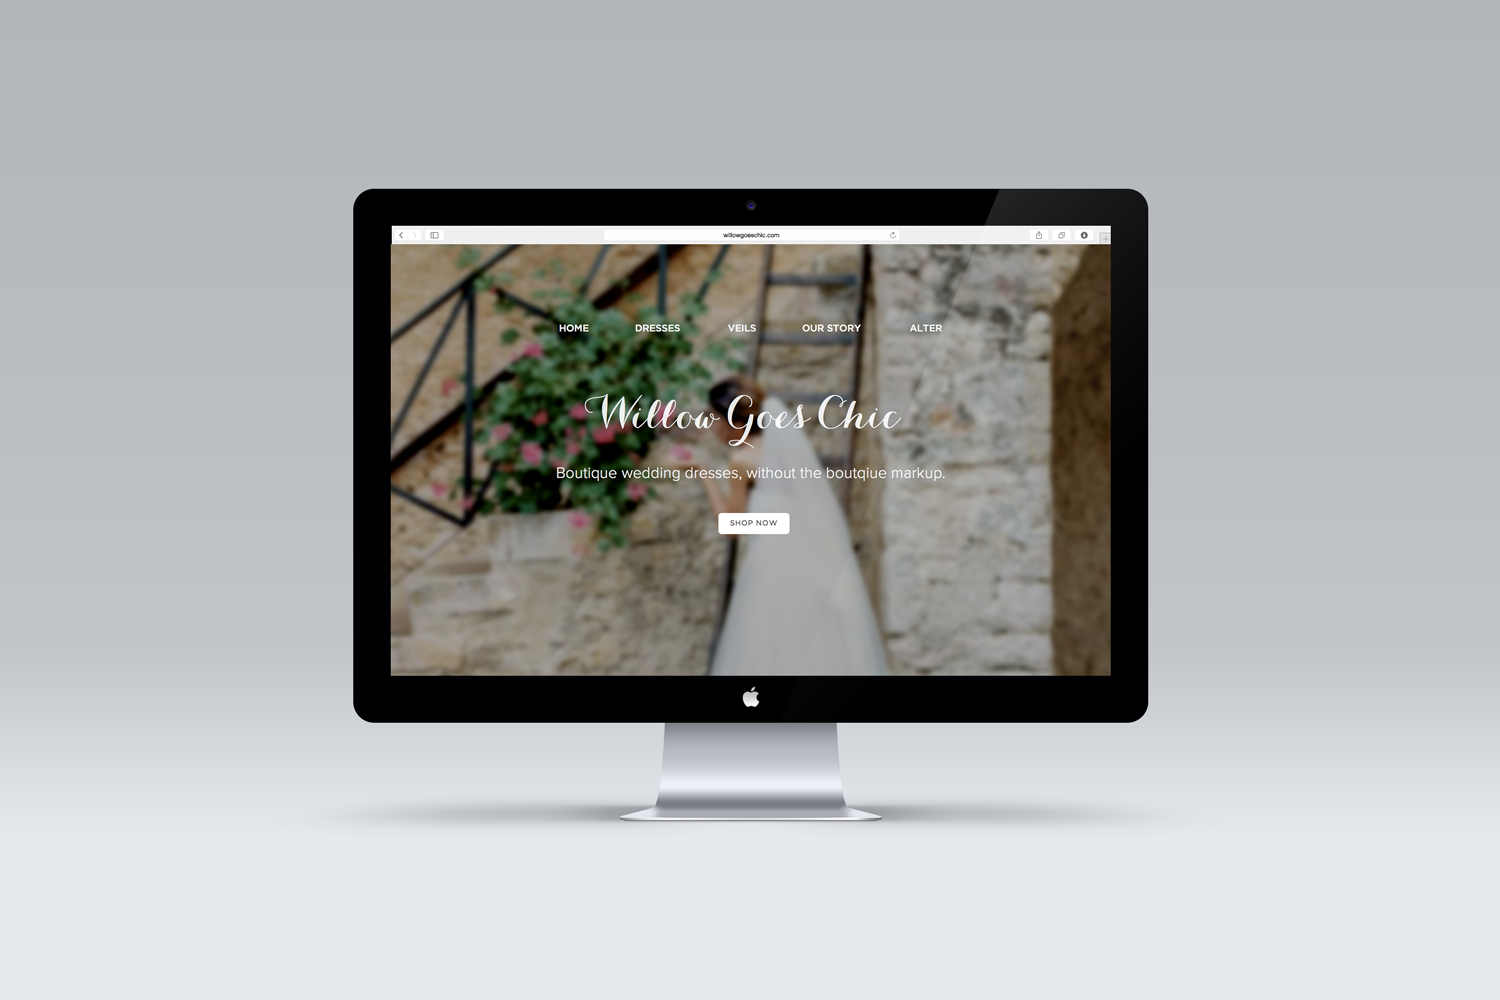 willowgoeschic.com
HOME DRESSES VEILS OUR STORY ALTER
Willow Goes Chic
Boutique wedding dresses, without the boutqiue markup.
SHOP NOW